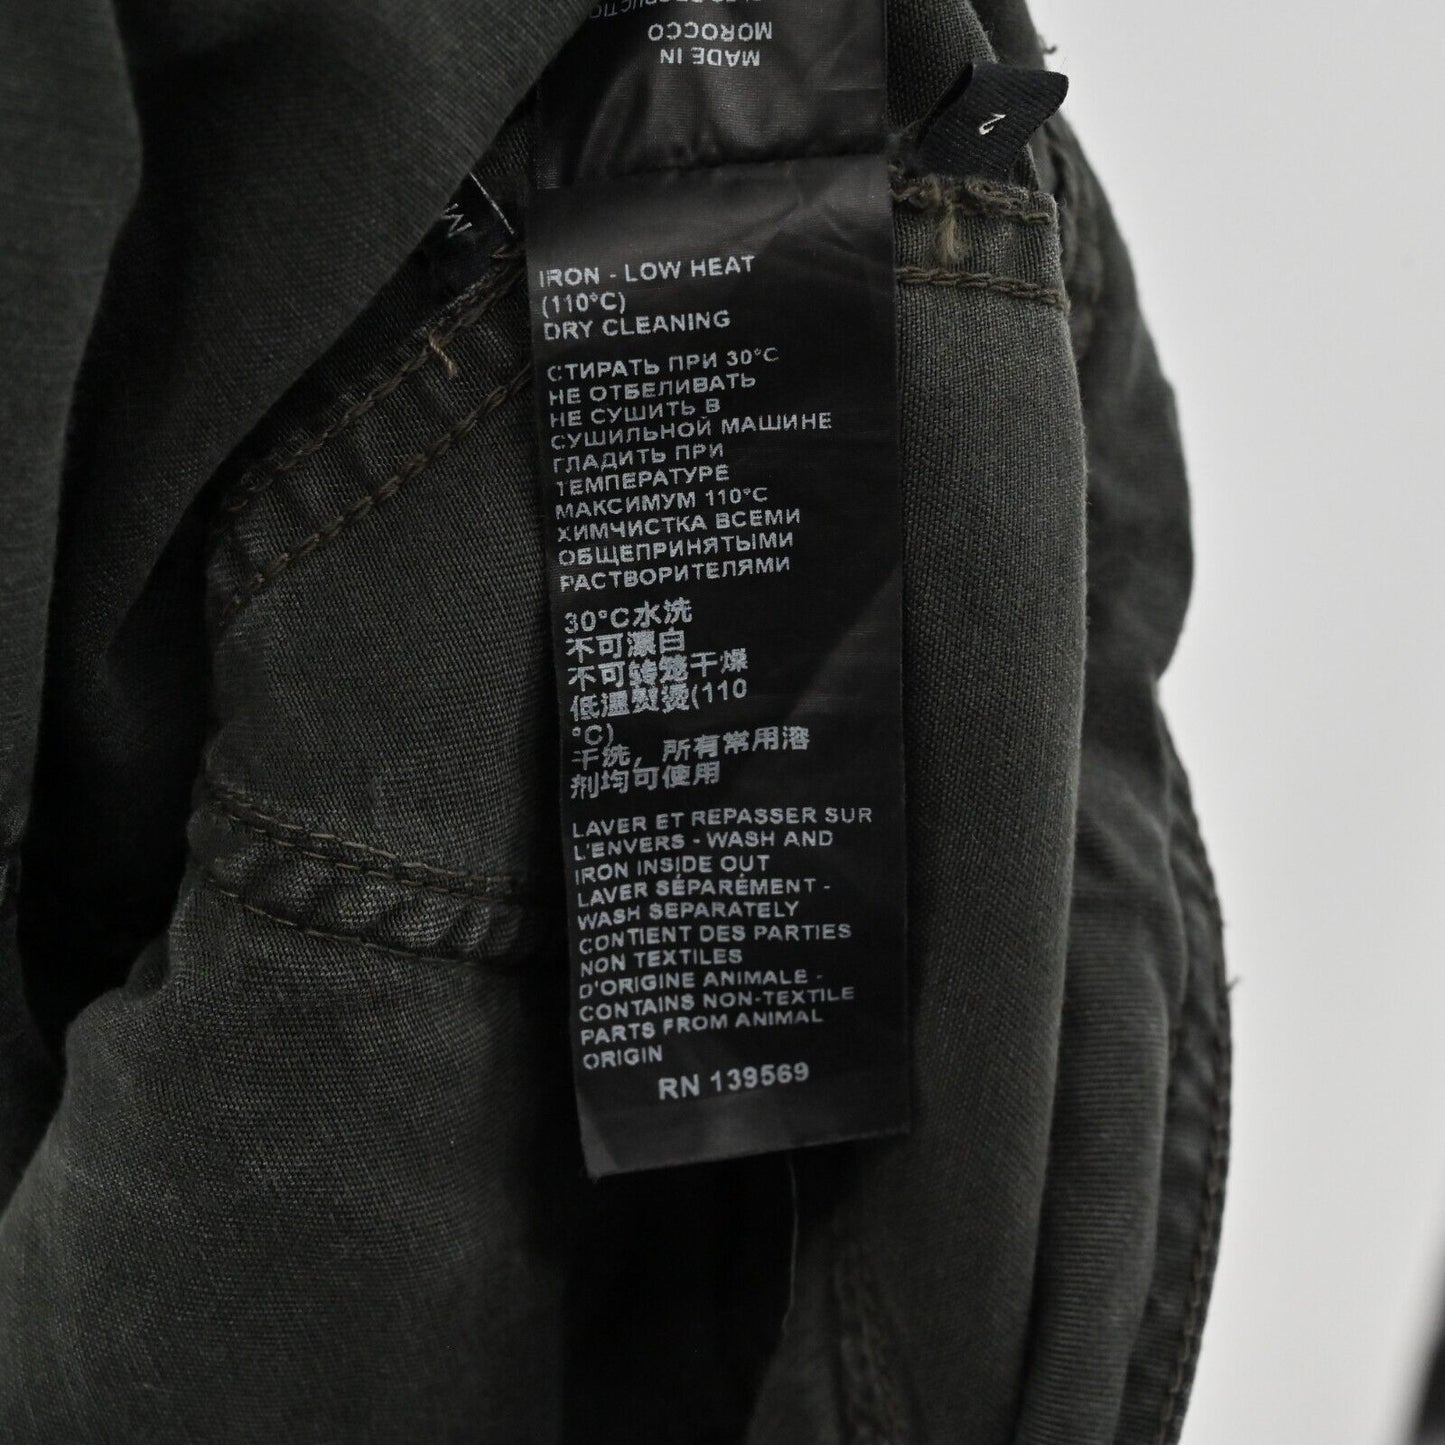 MOROCCO
MADE IN
2
IRON - LOW HEAT
(110°C)
DRY CLEANING
СТИРАТЬ ПРИ 30°C
НЕ ОТБЕЛИВАТЬ
НЕ СУШИТЬ В
СУШИЛЬНОЙ МАШИНЕ
ГЛАДИТЬ ПРИ
ТЕМПЕРАТУРЕ
МАКСИМУМ 110°C
ХИМЧИСТКА ВСЕМИ
ОБЩЕПРИНЯТЫМИ
РАСТВОРИТЕЛЯМИ
30°C水洗
不可漂白
不可转笼干燥
低温熨烫(110
°C)
干洗，所有常用溶
剂均可使用
LAVER ET REPASSER SUR
L'ENVERS - WASH AND
IRON INSIDE OUT
LAVER SÉPARÉMENT -
WASH SEPARATELY
CONTIENT DES PARTIES
NON TEXTILES
D'ORIGINE ANIMALE -
CONTAINS NON-TEXTILE
PARTS FROM ANIMAL
ORIGIN
RN 139569